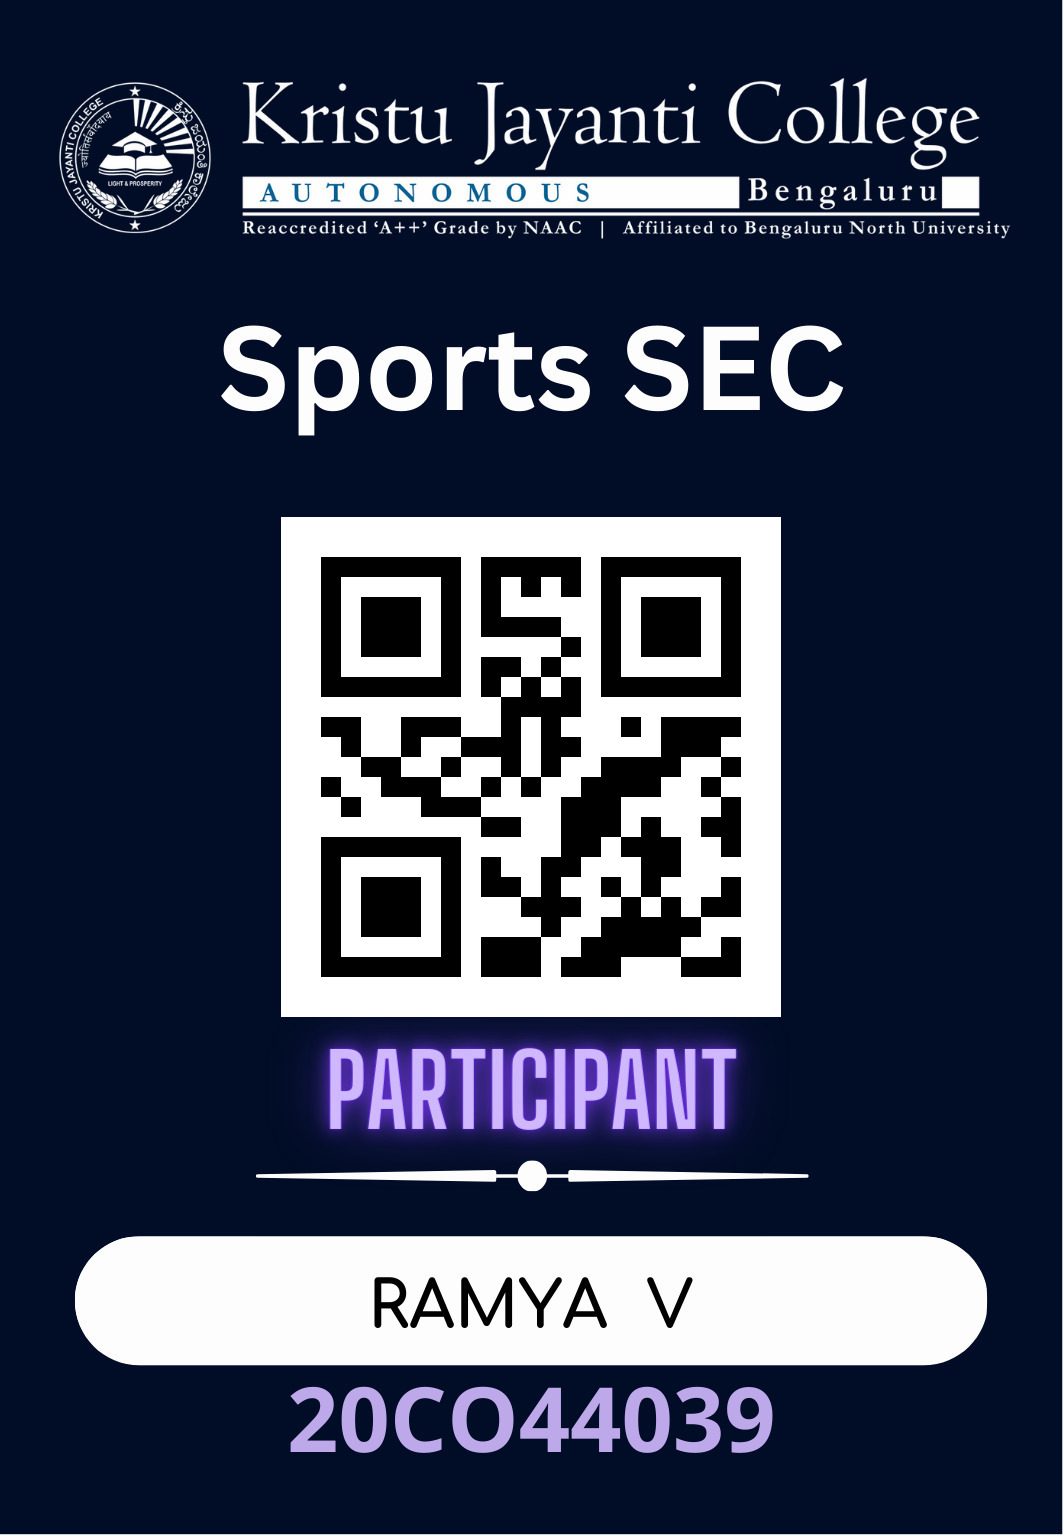 KRISTU JAYANTI COLLEGE
LIGHT & PROSPERITY
Kristu Jayanti College
AUTONOMOUS Bengaluru
Reaccredited ‘A++’ Grade by NAAC | Affiliated to Bengaluru North University
Sports SEC
PARTICIPANT
RAMYA V
20CO44039